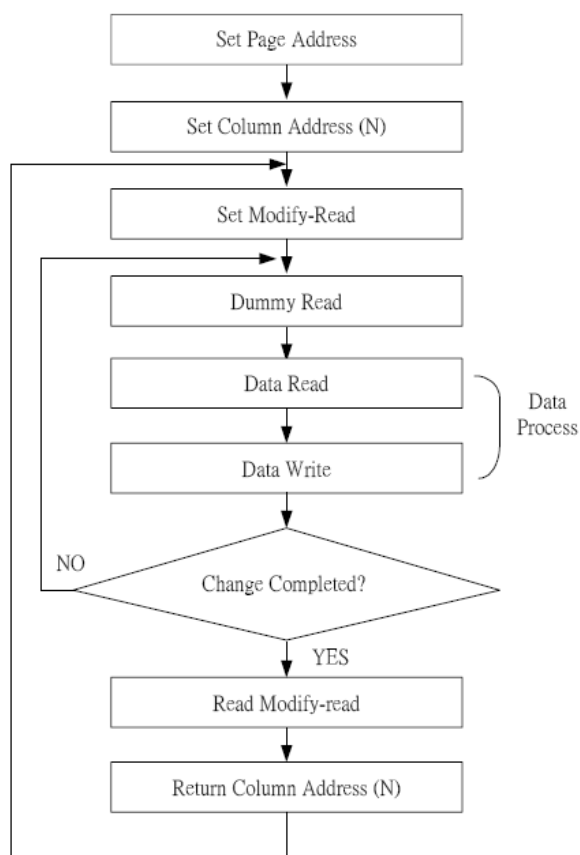 Set Page Address
Set Column Address (N)
Set Modify-Read
Dummy Read
Data Read
Data
Process
Data Write
NO
Change Completed?
YES
Read Modify-read
Return Column Address (N)